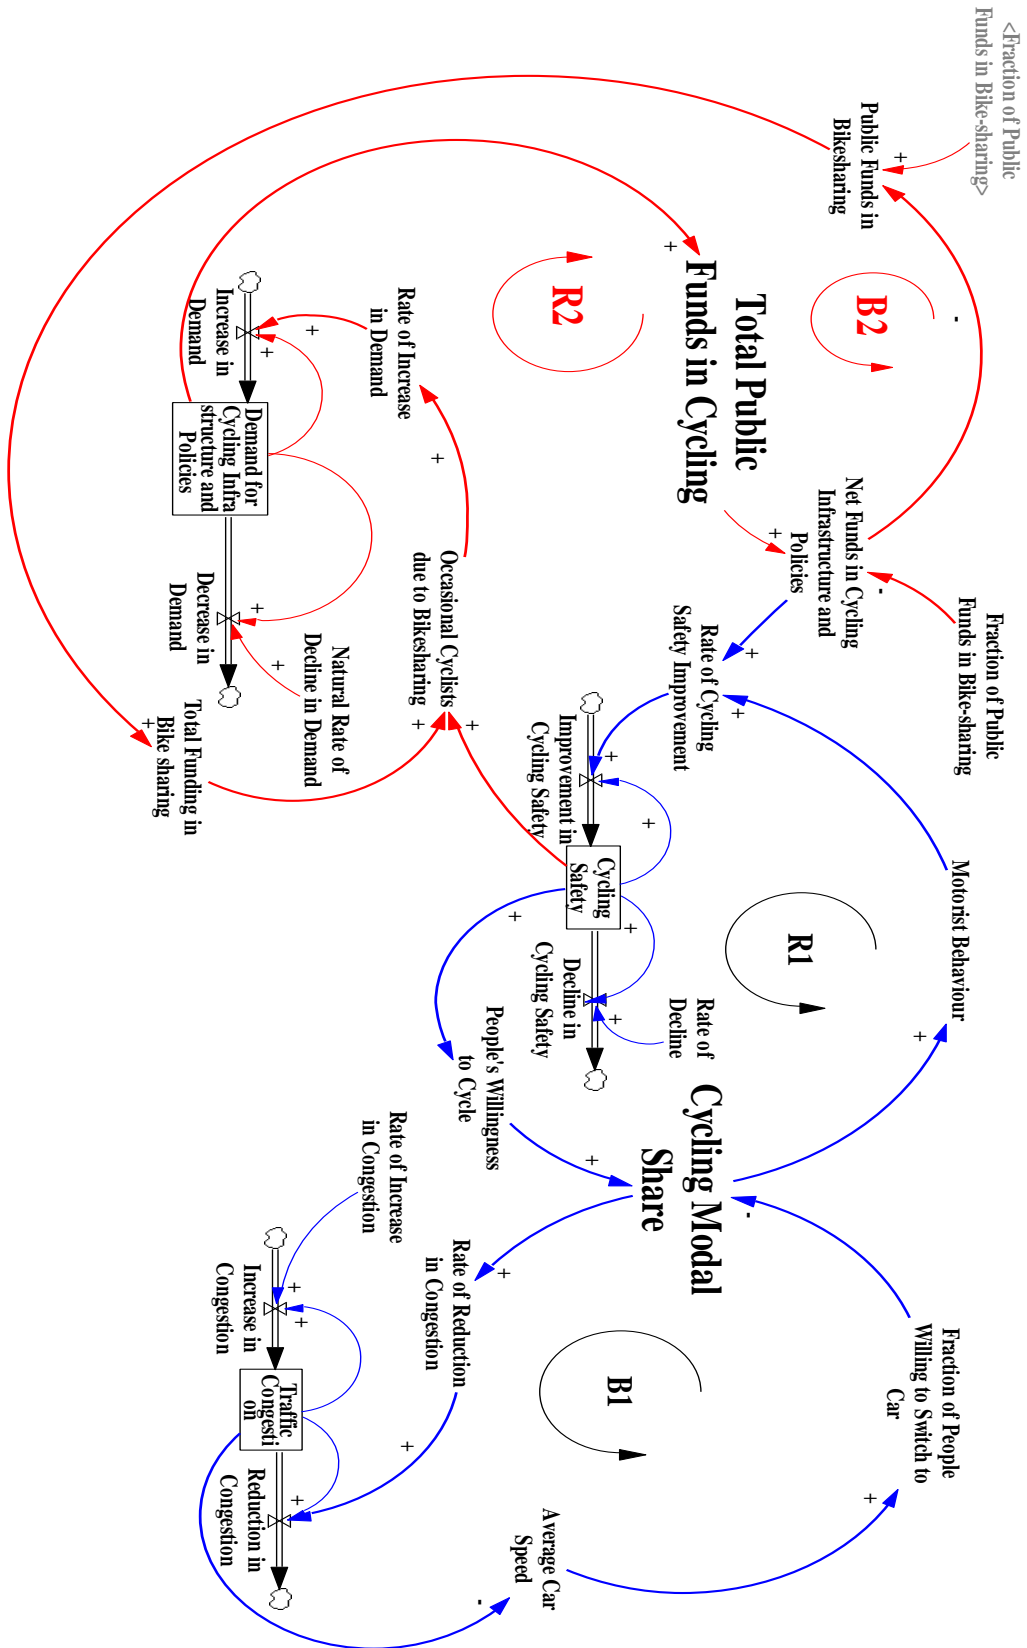 <Fraction of Public
Funds in Bike-sharing>
Public Funds in
Bikesharing
B2
Total Public
Funds in Cycling
R2
Net Funds in Cycling
Infrastructure and
Policies
Fraction of Public
Funds in Bike-sharing
Rate of Increase
in Demand
Increase in
Demand
Demand for
Cycling Infra
structure and
Policies
Decrease in
Demand
Natural Rate of
Decline in Demand
Occasional Cyclists
due to Bikesharing
Total Funding in
Bike sharing
Rate of Cycling
Safety Improvement
Improvement in
Cycling Safety
Cycling
Safety
Decline in
Cycling Safety
Rate of
Decline
Motorist Behaviour
R1
People's Willingness
to Cycle
Cycling Modal
Share
Rate of Increase
in Congestion
Rate of Reduction
in Congestion
Increase in
Congestion
Traffic
Congesti
on
Reduction in
Congestion
B1
Fraction of People
Willing to Switch to
Car
Average Car
Speed